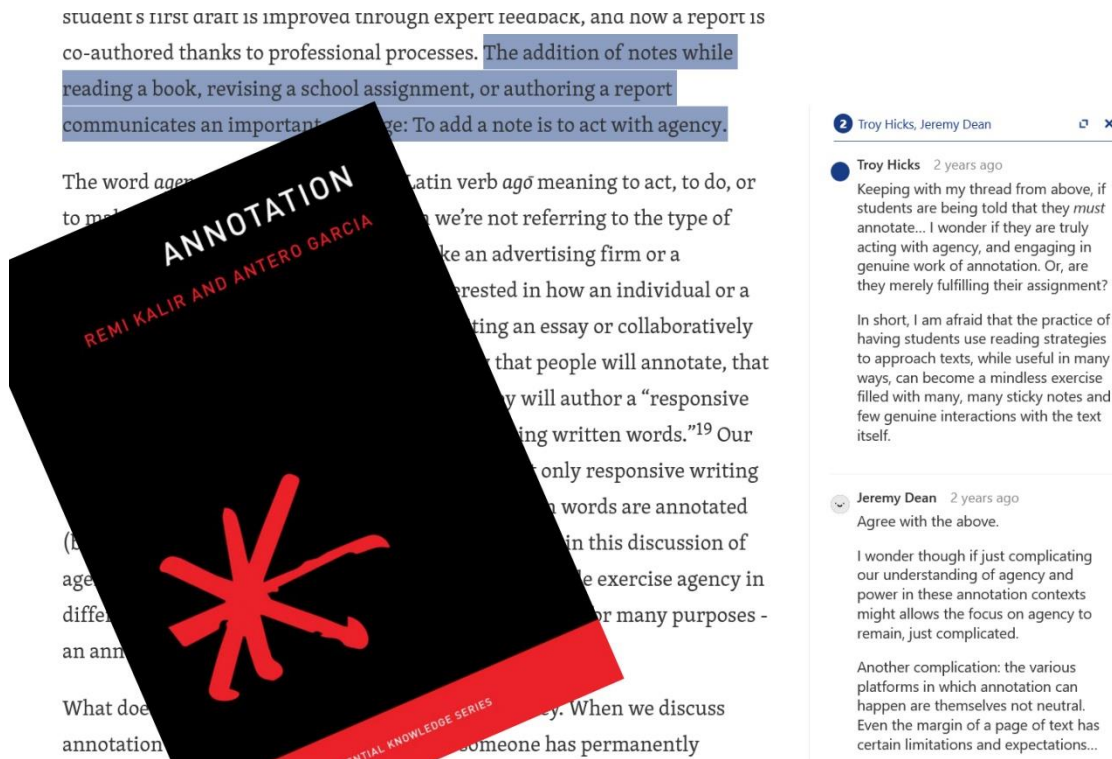 student's first draft is improved through expert feedback, and how a report is
co-authored thanks to professional processes. The addition of notes while
reading a book, revising a school assignment, or authoring a report
communicates an important ge: To add a note is to act with agency.
The word Latin verb agō meaning to act, to do, or
to we're not referring to the type of
an advertising firm or a
in how an individual or a
an essay or collaboratively
that people will annotate, that
will author a “responsive
written words.”19 Our
only responsive writing
words are annotated
in this discussion of
exercise agency in
many purposes -
an
What When we discuss
annotation someone has permanently
ANNOTATION
REMI KALIR AND ANTERO GARCIA
KNOWLEDGE SERIES
2 Troy Hicks, Jeremy Dean
Troy Hicks 2 years ago
Keeping with my thread from above, if
students are being told that they must
annotate... I wonder if they are truly
acting with agency, and engaging in
genuine work of annotation. Or, are
they merely fulfilling their assignment?
In short, I am afraid that the practice of
having students use reading strategies
to approach texts, while useful in many
ways, can become a mindless exercise
filled with many, many sticky notes and
few genuine interactions with the text
itself.
Jeremy Dean 2 years ago
Agree with the above.
I wonder though if just complicating
our understanding of agency and
power in these annotation contexts
might allows the focus on agency to
remain, just complicated.
Another complication: the various
platforms in which annotation can
happen are themselves not neutral.
Even the margin of a page of text has
certain limitations and expectations...